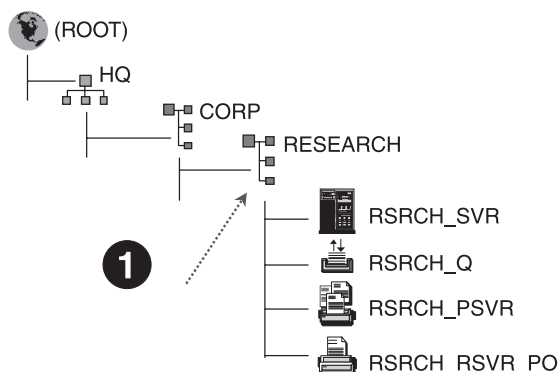 (ROOT)
HQ
CORP
RESEARCH
RSRCH_SVR
1
RSRCH_Q
RSRCH_PSVR
RSRCH_RSVR_PO